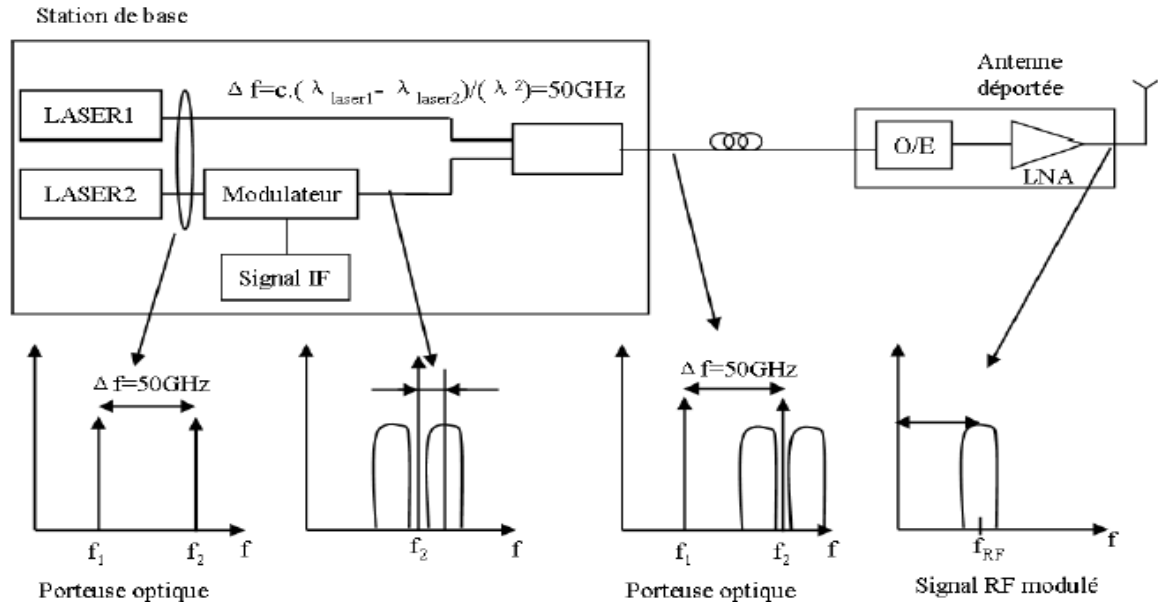 Station de base
Δ f=c.(λ laser1- λ laser2)/(λ ²)=50GHz
LASER1
LASER2
Modulateur
Signal IF
Antenne
déportée
O/E
LNA
Δ f=50GHz
f1
f2
f
Porteuse optique
f2
f
Δ f=50GHz
f1
f2
f
Porteuse optique
fRF
f
Signal RF modulé